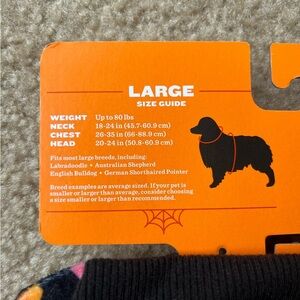 LARGE
SIZE GUIDE
WEIGHT Up to 80 lbs
NECK 18-24 in (45.7-60.9 cm)
CHEST 26-35 in (66-88.9 cm)
HEAD 20-24 in (50.8-60.9 cm)
Fits most large breeds, including:
Labradoodle • Australian Shepherd
English Bulldog • German Shorthaired Pointer
Breed examples are average sized. If your pet is
smaller or larger than average, consider choosing
a size smaller or larger than recommended.